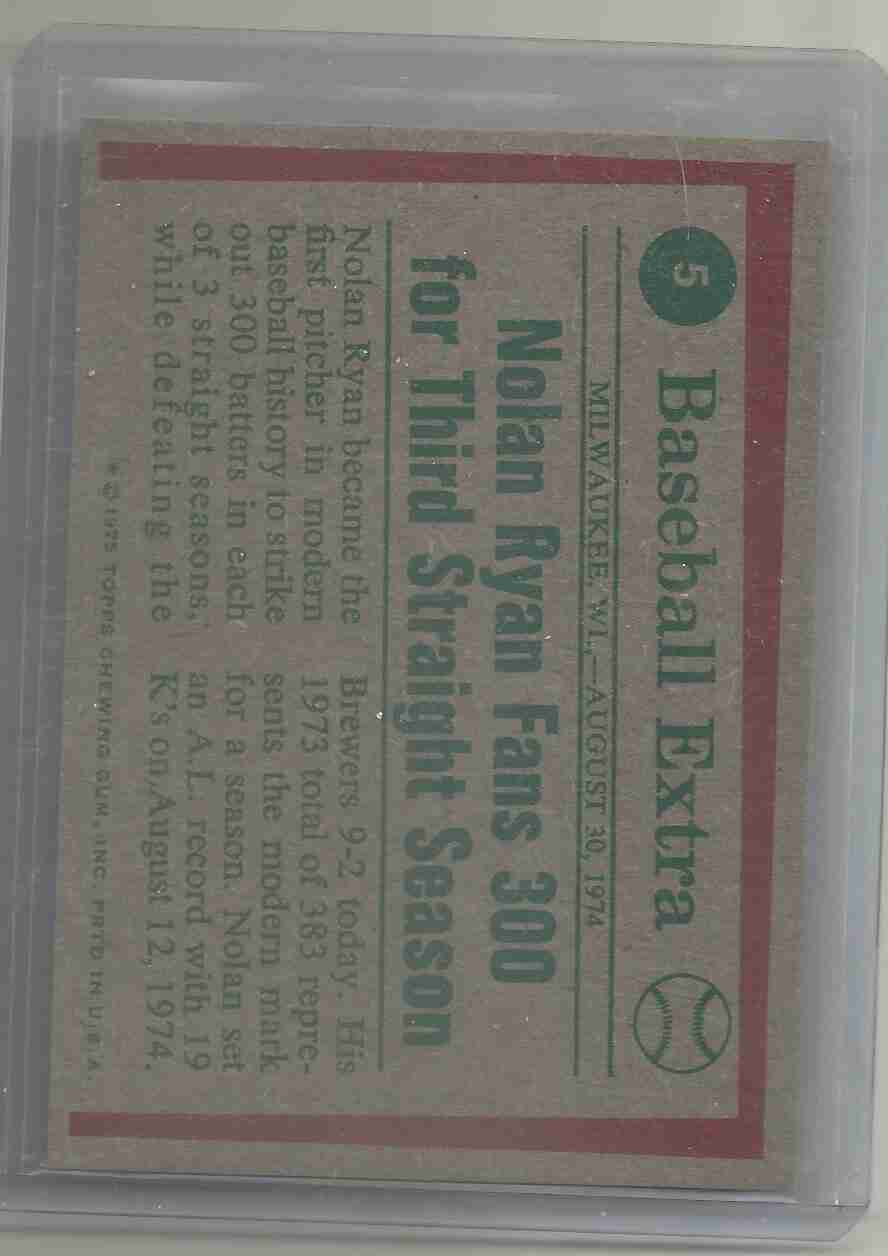 5
Baseball Extra
MILWAUKEE, WI.,—AUGUST 30, 1974
Nolan Ryan Fans 300
for Third Straight Season
Nolan Ryan became the
first pitcher in modern
baseball history to strike
out 300 batters in each
of 3 straight seasons,
while defeating the
Brewers 9-2 today. His
1973 total of 383 repre-
sents the modern mark
for a season. Nolan set
an A.L. record with 19
K's on August 12, 1974.
* © 1975 TOPPS CHEWING GUM, INC. PRTD IN U.S.A.